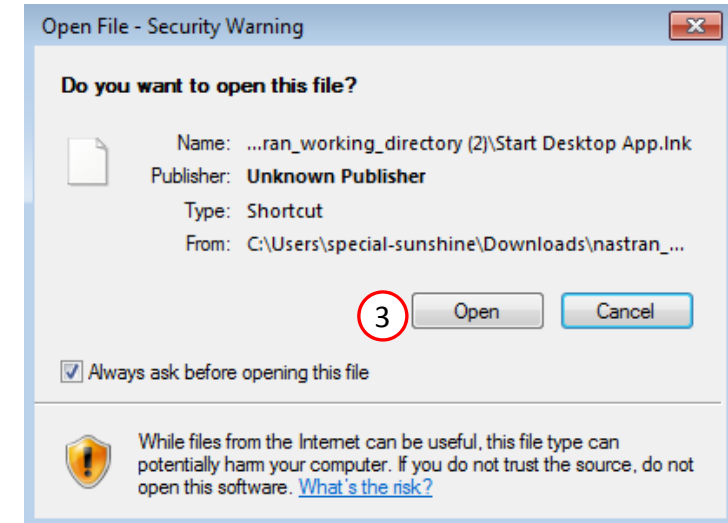 Open File - Security Warning
Do you want to open this file?
Name: ...ran_working_directory (2)\Start Desktop App.lnk
Publisher: Unknown Publisher
Type: Shortcut
From: C:\Users\special-sunshine\Downloads\nastran_...
3 Open Cancel
Always ask before opening this file
While files from the Internet can be useful, this file type can
potentially harm your computer. If you do not trust the source, do not
open this software. What's the risk?